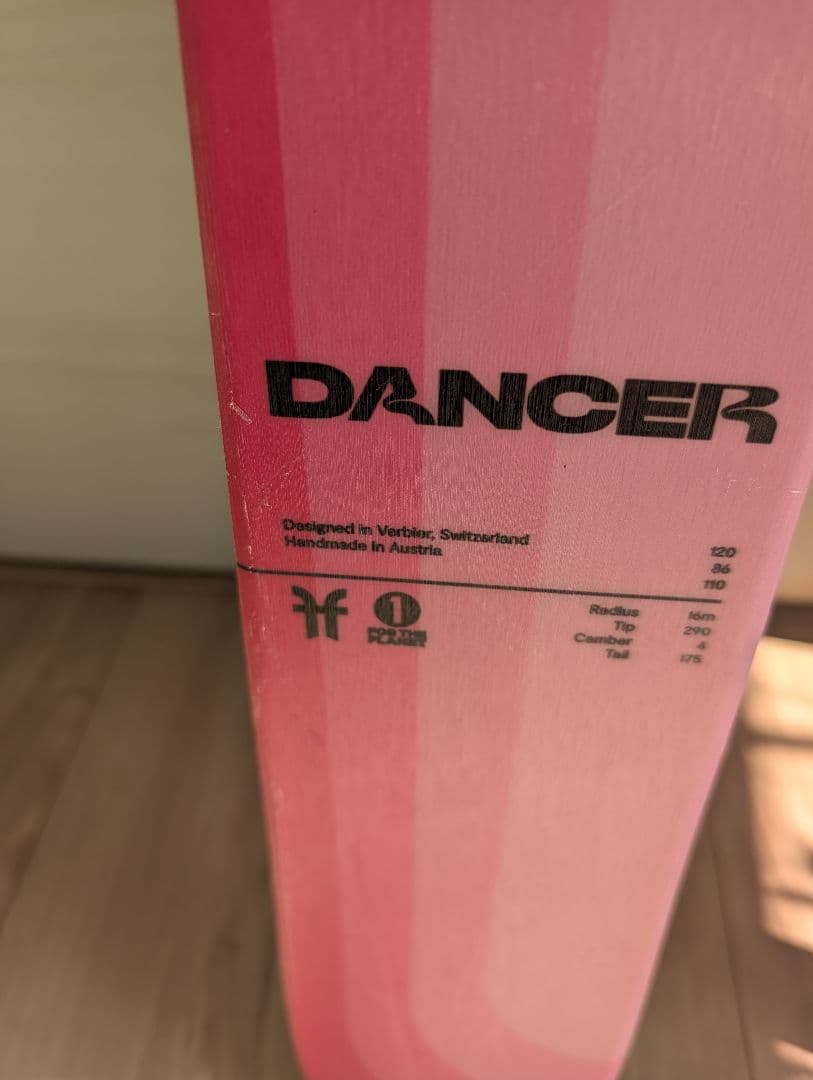 DANCER
Designed in Verbier, Switzerland
Handmade in Austria
120
86
110
1
FOR THE
PLANET
Radius 16m
Tip 290
Camber 4
Tail 175